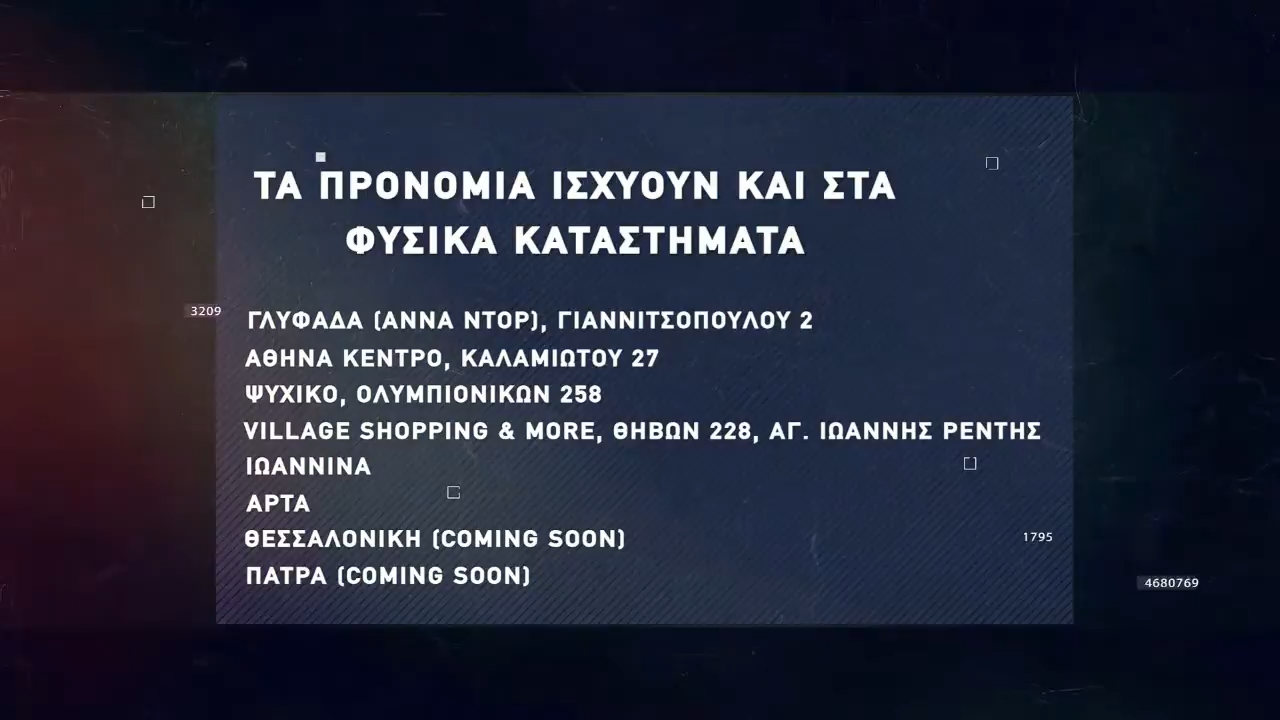 ΤΑ ΠΡΟΝΟΜΙΑ ΙΣΧΥΟΥΝ ΚΑΙ ΣΤΑ
ΦΥΣΙΚΑ ΚΑΤΑΣΤΗΜΑΤΑ
3209
ΓΛΥΦΑΔΑ (ΑΝΝΑ ΝΤΟΡ), ΓΙΑΝΝΙΤΣΟΠΟΥΛΟΥ 2
ΑΘΗΝΑ ΚΕΝΤΡΟ, ΚΑΛΑΜΙΩΤΟΥ 27
ΨΥΧΙΚΟ, ΟΛΥΜΠΙΟΝΙΚΩΝ 258
VILLAGE SHOPPING & MORE, ΘΗΒΩΝ 228, ΑΓ. ΙΩΑΝΝΗΣ ΡΕΝΤΗΣ
ΙΩΑΝΝΙΝΑ
ΑΡΤΑ
ΘΕΣΣΑΛΟΝΙΚΗ (COMING SOON)
1795
ΠΑΤΡΑ (COMING SOON)
4680769